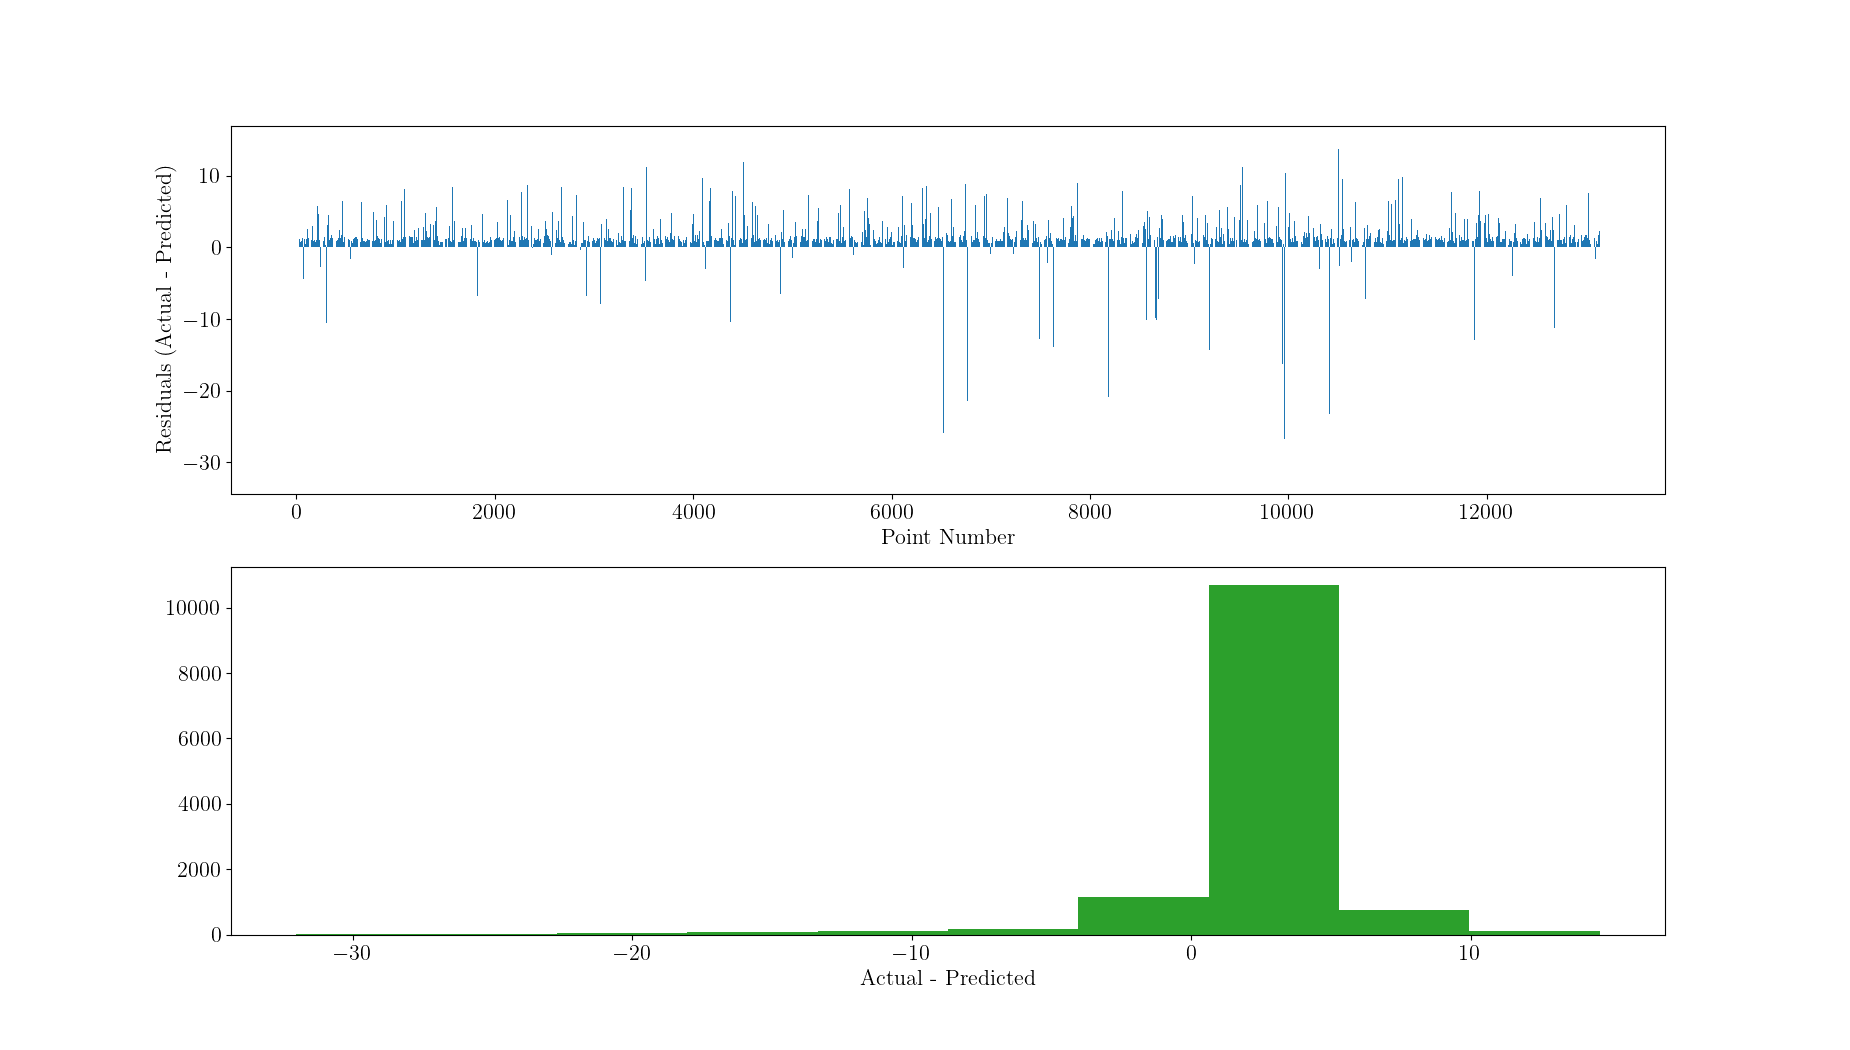 10
0
−10
−20
−30
Residuals (Actual - Predicted)
0 2000 4000 6000 8000 10000 12000
Point Number
10000
8000
6000
4000
2000
0
−30 −20 −10 0 10
Actual - Predicted